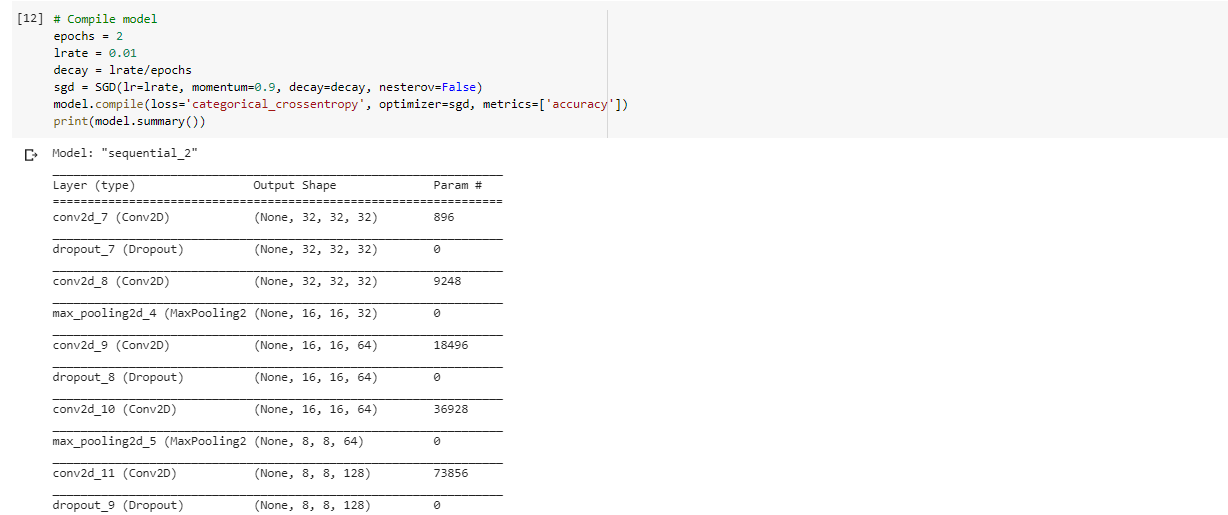 [12] # Compile model
epochs = 2
lrate = 0.01
decay = lrate/epochs
sgd = SGD(lr=lrate, momentum=0.9, decay=decay, nesterov=False)
model.compile(loss='categorical_crossentropy', optimizer=sgd, metrics=['accuracy'])
print(model.summary())
Model: "sequential_2"
_________________________________________________________________
Layer (type)                 Output Shape              Param #
=================================================================
conv2d_7 (Conv2D)            (None, 32, 32, 32)        896
_________________________________________________________________
dropout_7 (Dropout)          (None, 32, 32, 32)        0
_________________________________________________________________
conv2d_8 (Conv2D)            (None, 32, 32, 32)        9248
_________________________________________________________________
max_pooling2d_4 (MaxPooling2 (None, 16, 16, 32)        0
_________________________________________________________________
conv2d_9 (Conv2D)            (None, 16, 16, 64)        18496
_________________________________________________________________
dropout_8 (Dropout)          (None, 16, 16, 64)        0
_________________________________________________________________
conv2d_10 (Conv2D)           (None, 16, 16, 64)        36928
_________________________________________________________________
max_pooling2d_5 (MaxPooling2 (None, 8, 8, 64)          0
_________________________________________________________________
conv2d_11 (Conv2D)           (None, 8, 8, 128)         73856
_________________________________________________________________
dropout_9 (Dropout)          (None, 8, 8, 128)         0